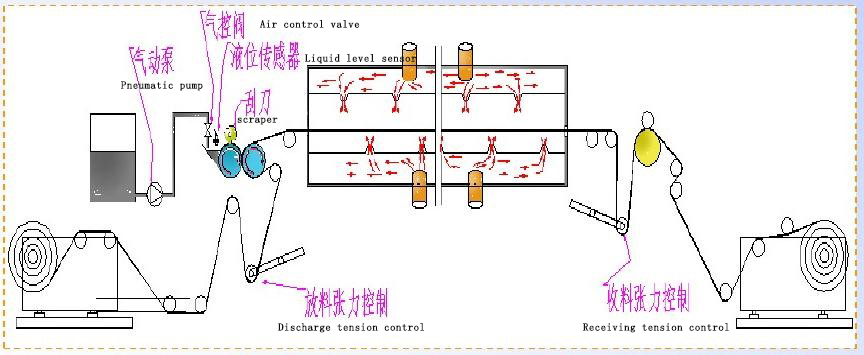 气控阀
Air control valve
气动泵
液位传感器
Liquid level sensor
Pneumatic pump
刮刀
scraper
放料张力控制
收料张力控制
Discharge tension control
Receiving tension control